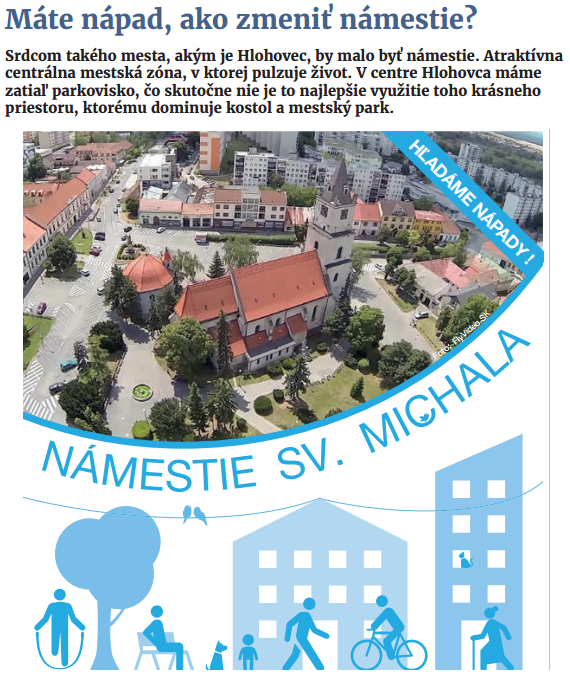 Máte nápad, ako zmeniť námestie?
Srdcom takého mesta, akým je Hlohovec, by malo byť námestie. Atraktívna
centrálna mestská zóna, v ktorej pulzuje život. V centre Hlohovca máme
zatiaľ parkovisko, čo skutočne nie je to najlepšie využitie toho krásneho
priestoru, ktorému dominuje kostol a mestský park.
HĽADÁME NÁPADY !
Foto: FlyVideo.SK
NÁMESTIE SV. MICHALA